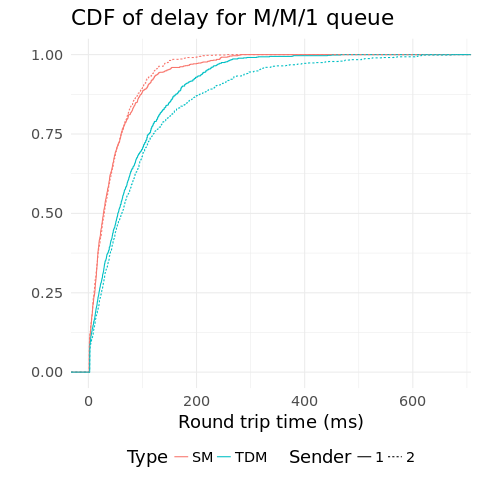 CDF of delay for M/M/1 queue
1.00
0.75
0.50
0.25
0.00
0 200 400 600
Round trip time (ms)
Type SM TDM Sender 1 2